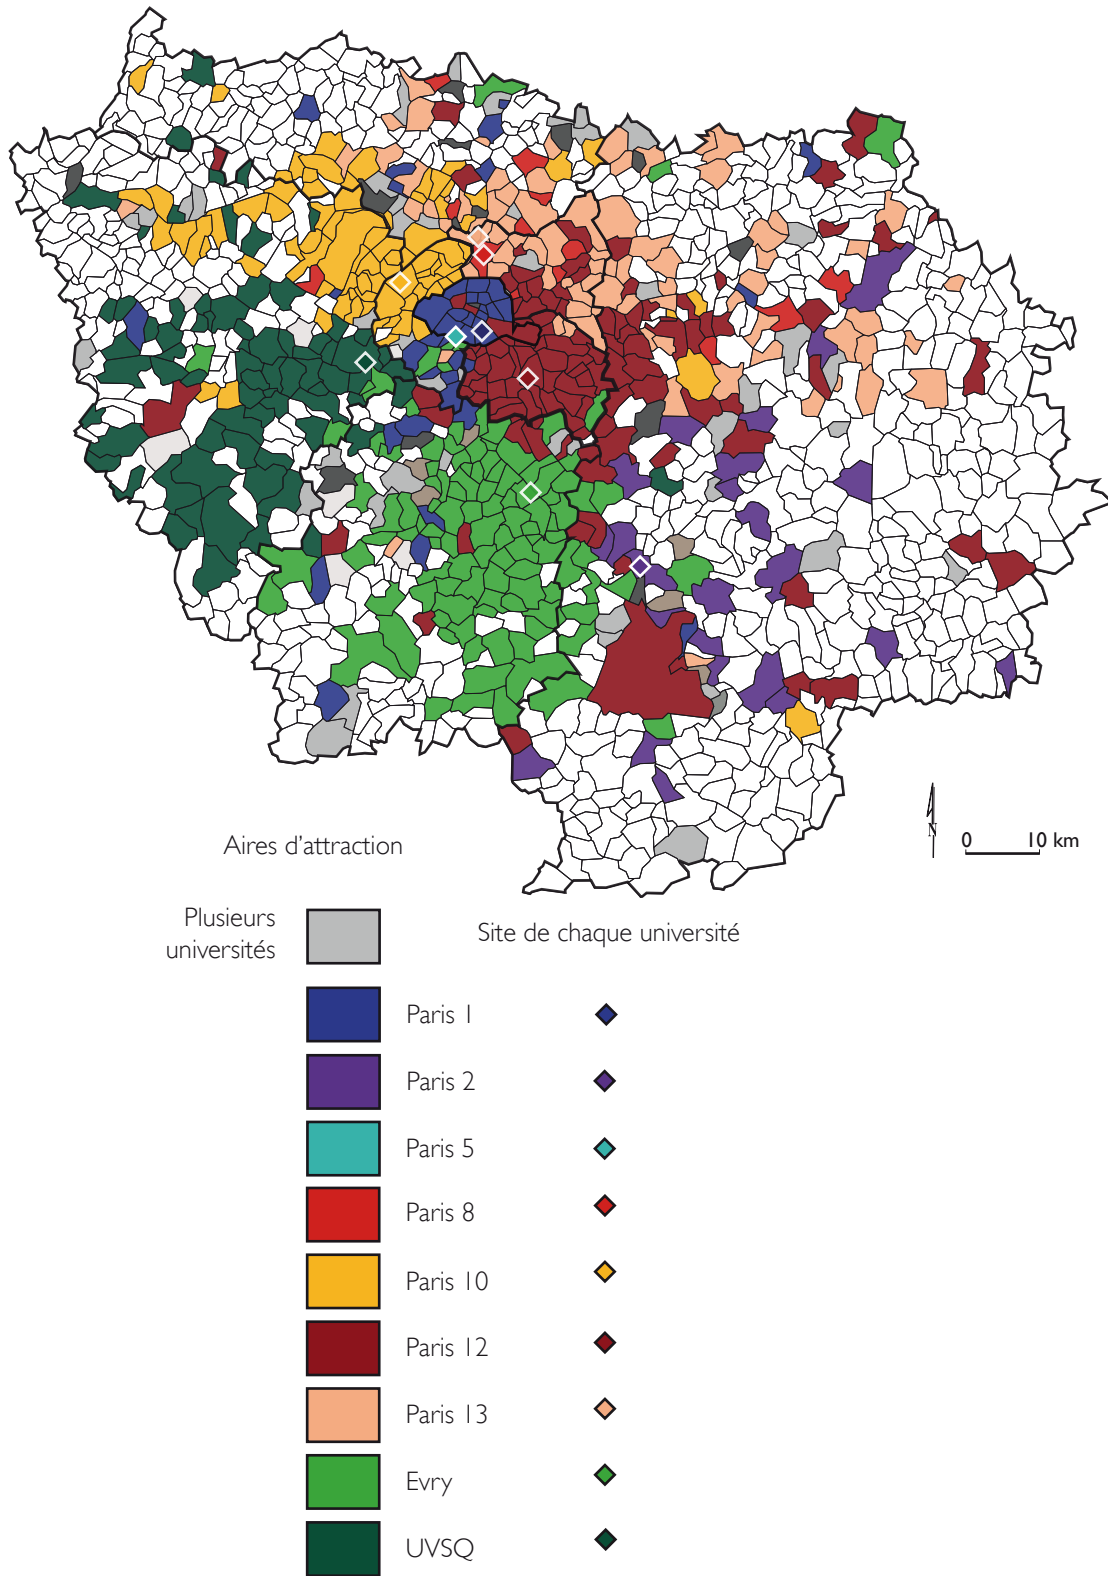 N
0 10 km
Aires d'attraction
Plusieurs
universités
Site de chaque université
Paris 1
Paris 2
Paris 5
Paris 8
Paris 10
Paris 12
Paris 13
Evry
UVSQ